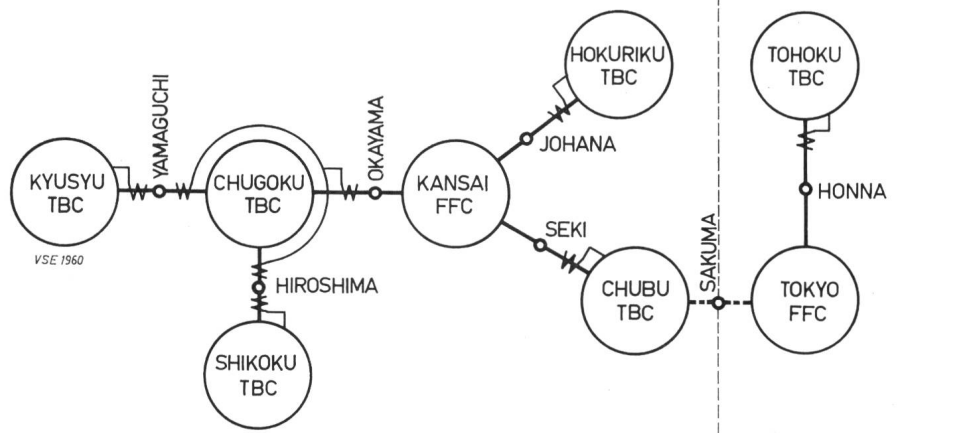 HOKURIKU
TBC
TOHOKU
TBC
YAMAGUCHI
OKAYAMA
JOHANA
KYUSYU
TBC
CHUGOKU
TBC
KANSAI
FFC
HONNA
SEKI
SAKUMA
VSE 1960
HIROSHIMA
CHUBU
TBC
TOKYO
FFC
SHIKOKU
TBC